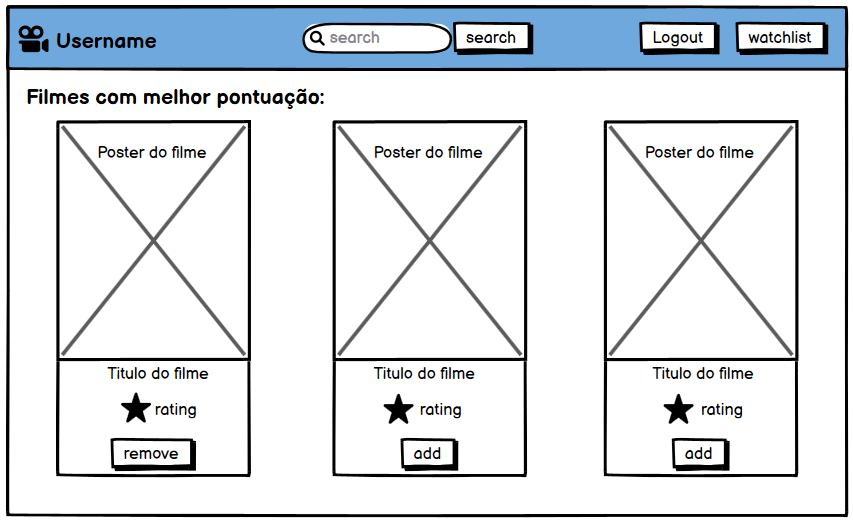 Username
search
search
Logout
watchlist
Filmes com melhor pontuação:
Poster do filme
Poster do filme
Poster do filme
Titulo do filme
Titulo do filme
Titulo do filme
rating
rating
rating
remove
add
add